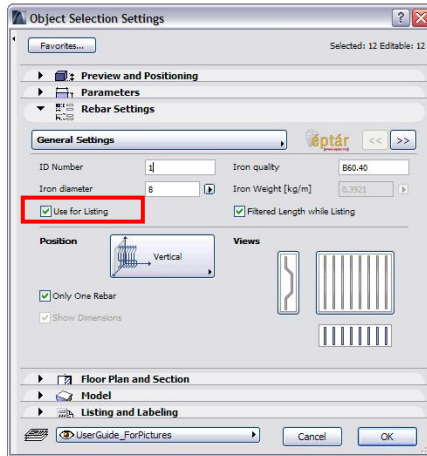 Object Selection Settings
Favorites...
Selected: 12 Editable: 12
Preview and Positioning
Parameters
Rebar Settings
General Settings
éptár
<<
>>
ID Number 1 Iron quality B60.40
Iron diameter 8 Iron Weight [kg/m] 0.3921
Use for Listing Filtered Length while Listing
Position Views
Vertical
Only One Rebar
Show Dimensions
Floor Plan and Section
Model
Listing and Labeling
UserGuide_ForPictures Cancel OK